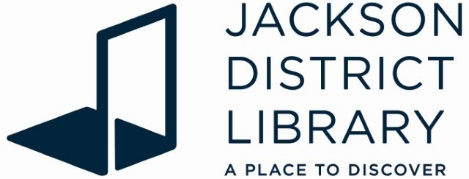 JACKSON
DISTRICT
LIBRARY
A PLACE TO DISCOVER